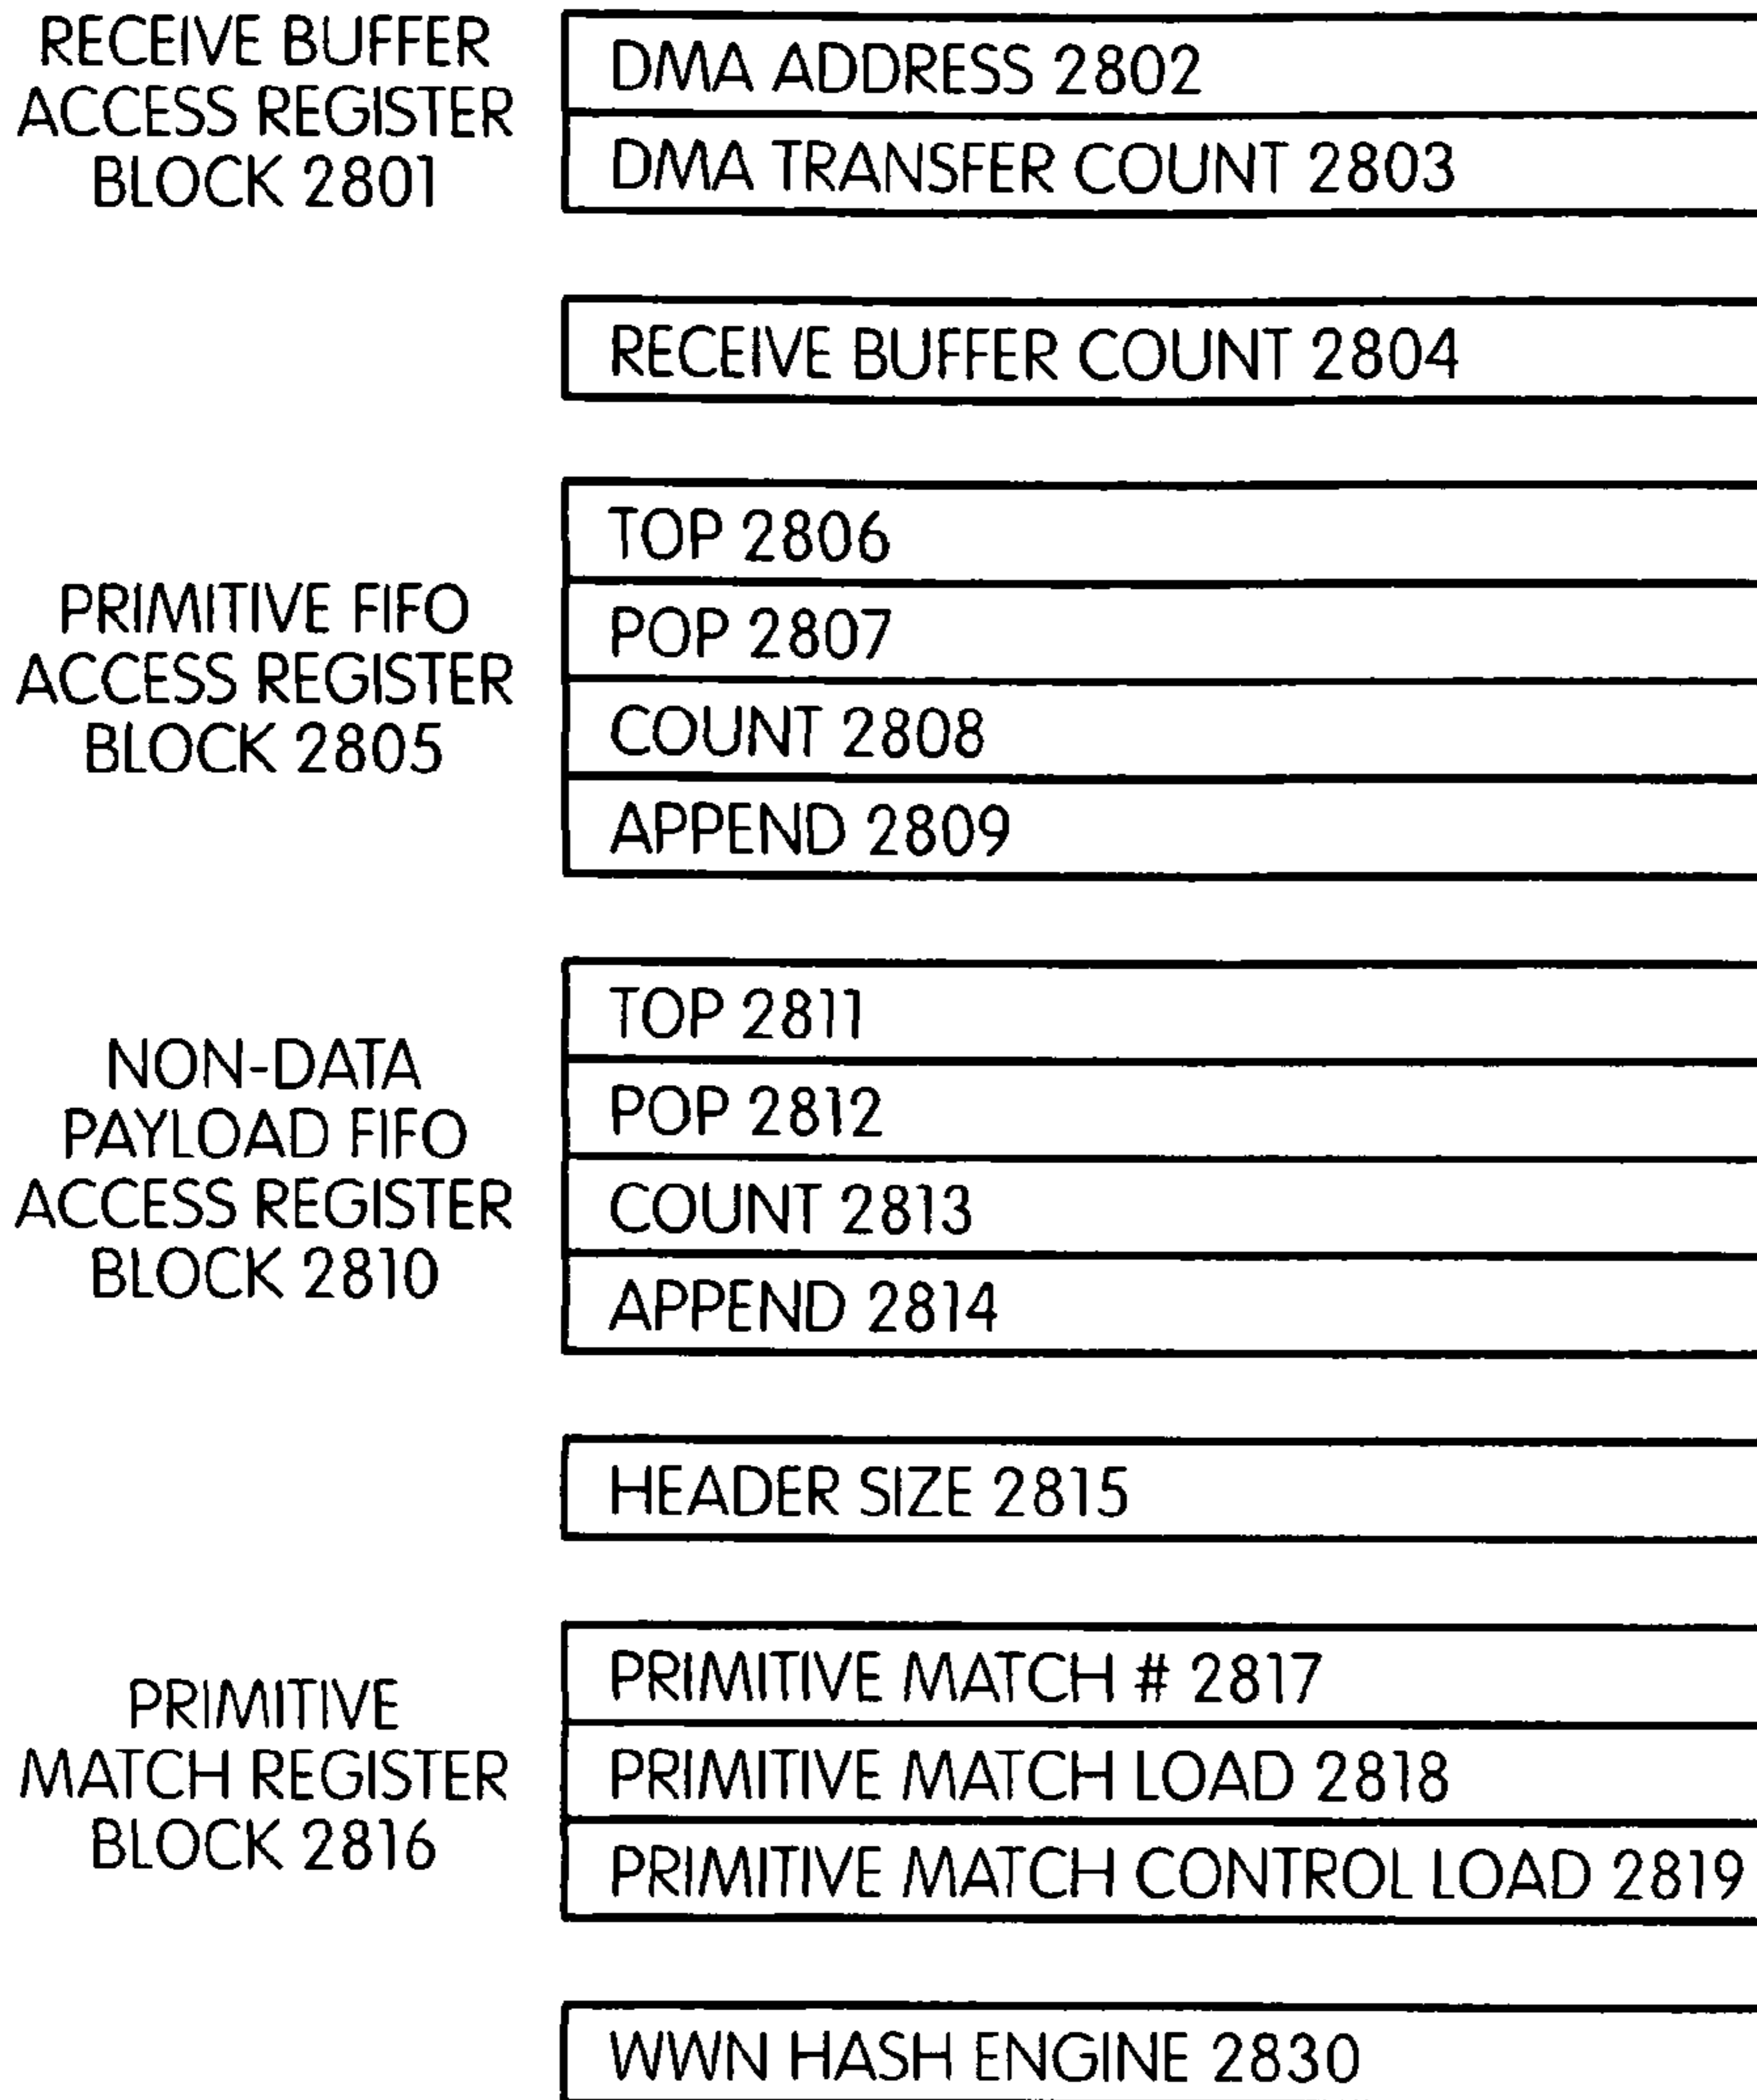 RECEIVE BUFFER
ACCESS REGISTER
BLOCK 2801
DMA ADDRESS 2802
DMA TRANSFER COUNT 2803
RECEIVE BUFFER COUNT 2804
PRIMITIVE FIFO
ACCESS REGISTER
BLOCK 2805
TOP 2806
POP 2807
COUNT 2808
APPEND 2809
NON-DATA
PAYLOAD FIFO
ACCESS REGISTER
BLOCK 2810
TOP 2811
POP 2812
COUNT 2813
APPEND 2814
HEADER SIZE 2815
PRIMITIVE
MATCH REGISTER
BLOCK 2816
PRIMITIVE MATCH # 2817
PRIMITIVE MATCH LOAD 2818
PRIMITIVE MATCH CONTROL LOAD 2819
WWN HASH ENGINE 2830